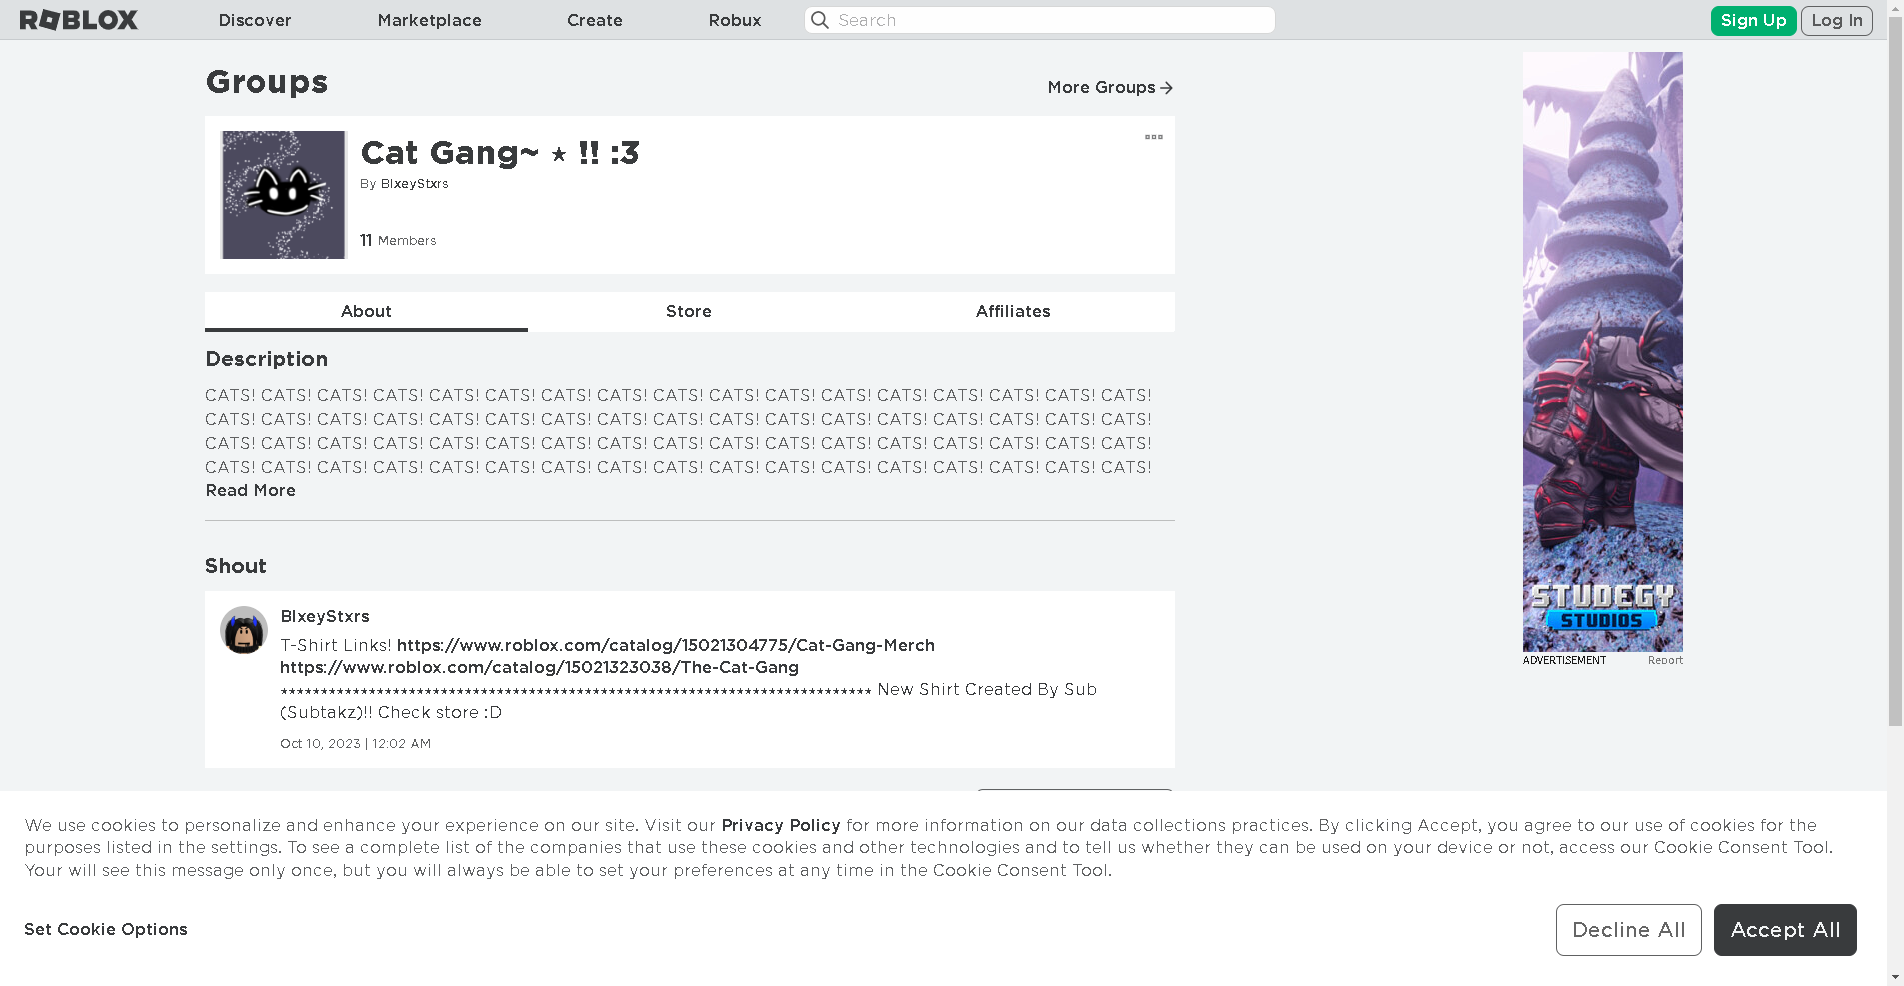 ROBLOX Discover Marketplace Create Robux Search Sign Up Log In
Groups
More Groups
Cat Gang~ ⋆ !! :3
By BlxeyStxrs
11 Members
About Store Affiliates
Description
CATS! CATS! CATS! CATS! CATS! CATS! CATS! CATS! CATS! CATS! CATS! CATS! CATS! CATS! CATS! CATS! CATS!
CATS! CATS! CATS! CATS! CATS! CATS! CATS! CATS! CATS! CATS! CATS! CATS! CATS! CATS! CATS! CATS! CATS!
CATS! CATS! CATS! CATS! CATS! CATS! CATS! CATS! CATS! CATS! CATS! CATS! CATS! CATS! CATS! CATS! CATS!
CATS! CATS! CATS! CATS! CATS! CATS! CATS! CATS! CATS! CATS! CATS! CATS! CATS! CATS! CATS! CATS! CATS!
Read More
Shout
BlxeyStxrs
T-Shirt Links! https://www.roblox.com/catalog/15021304775/Cat-Gang-Merch
https://www.roblox.com/catalog/15021323038/The-Cat-Gang
⋆⋆⋆⋆⋆⋆⋆⋆⋆⋆⋆⋆⋆⋆⋆⋆⋆⋆⋆⋆⋆⋆⋆⋆⋆⋆⋆⋆⋆⋆⋆⋆⋆⋆⋆⋆⋆⋆⋆⋆⋆⋆⋆⋆⋆⋆⋆⋆⋆⋆⋆⋆⋆⋆⋆⋆⋆⋆⋆⋆⋆⋆⋆⋆⋆⋆⋆⋆⋆⋆⋆⋆⋆⋆ New Shirt Created By Sub
(Subtakz)!! Check store :D
Oct 10, 2023 | 12:02 AM
STUDEGY
STUDIOS
ADVERTISEMENT Report
We use cookies to personalize and enhance your experience on our site. Visit our Privacy Policy for more information on our data collections practices. By clicking Accept, you agree to our use of cookies for the
purposes listed in the settings. To see a complete list of the companies that use these cookies and other technologies and to tell us whether they can be used on your device or not, access our Cookie Consent Tool.
Your will see this message only once, but you will always be able to set your preferences at any time in the Cookie Consent Tool.
Set Cookie Options
Decline All
Accept All